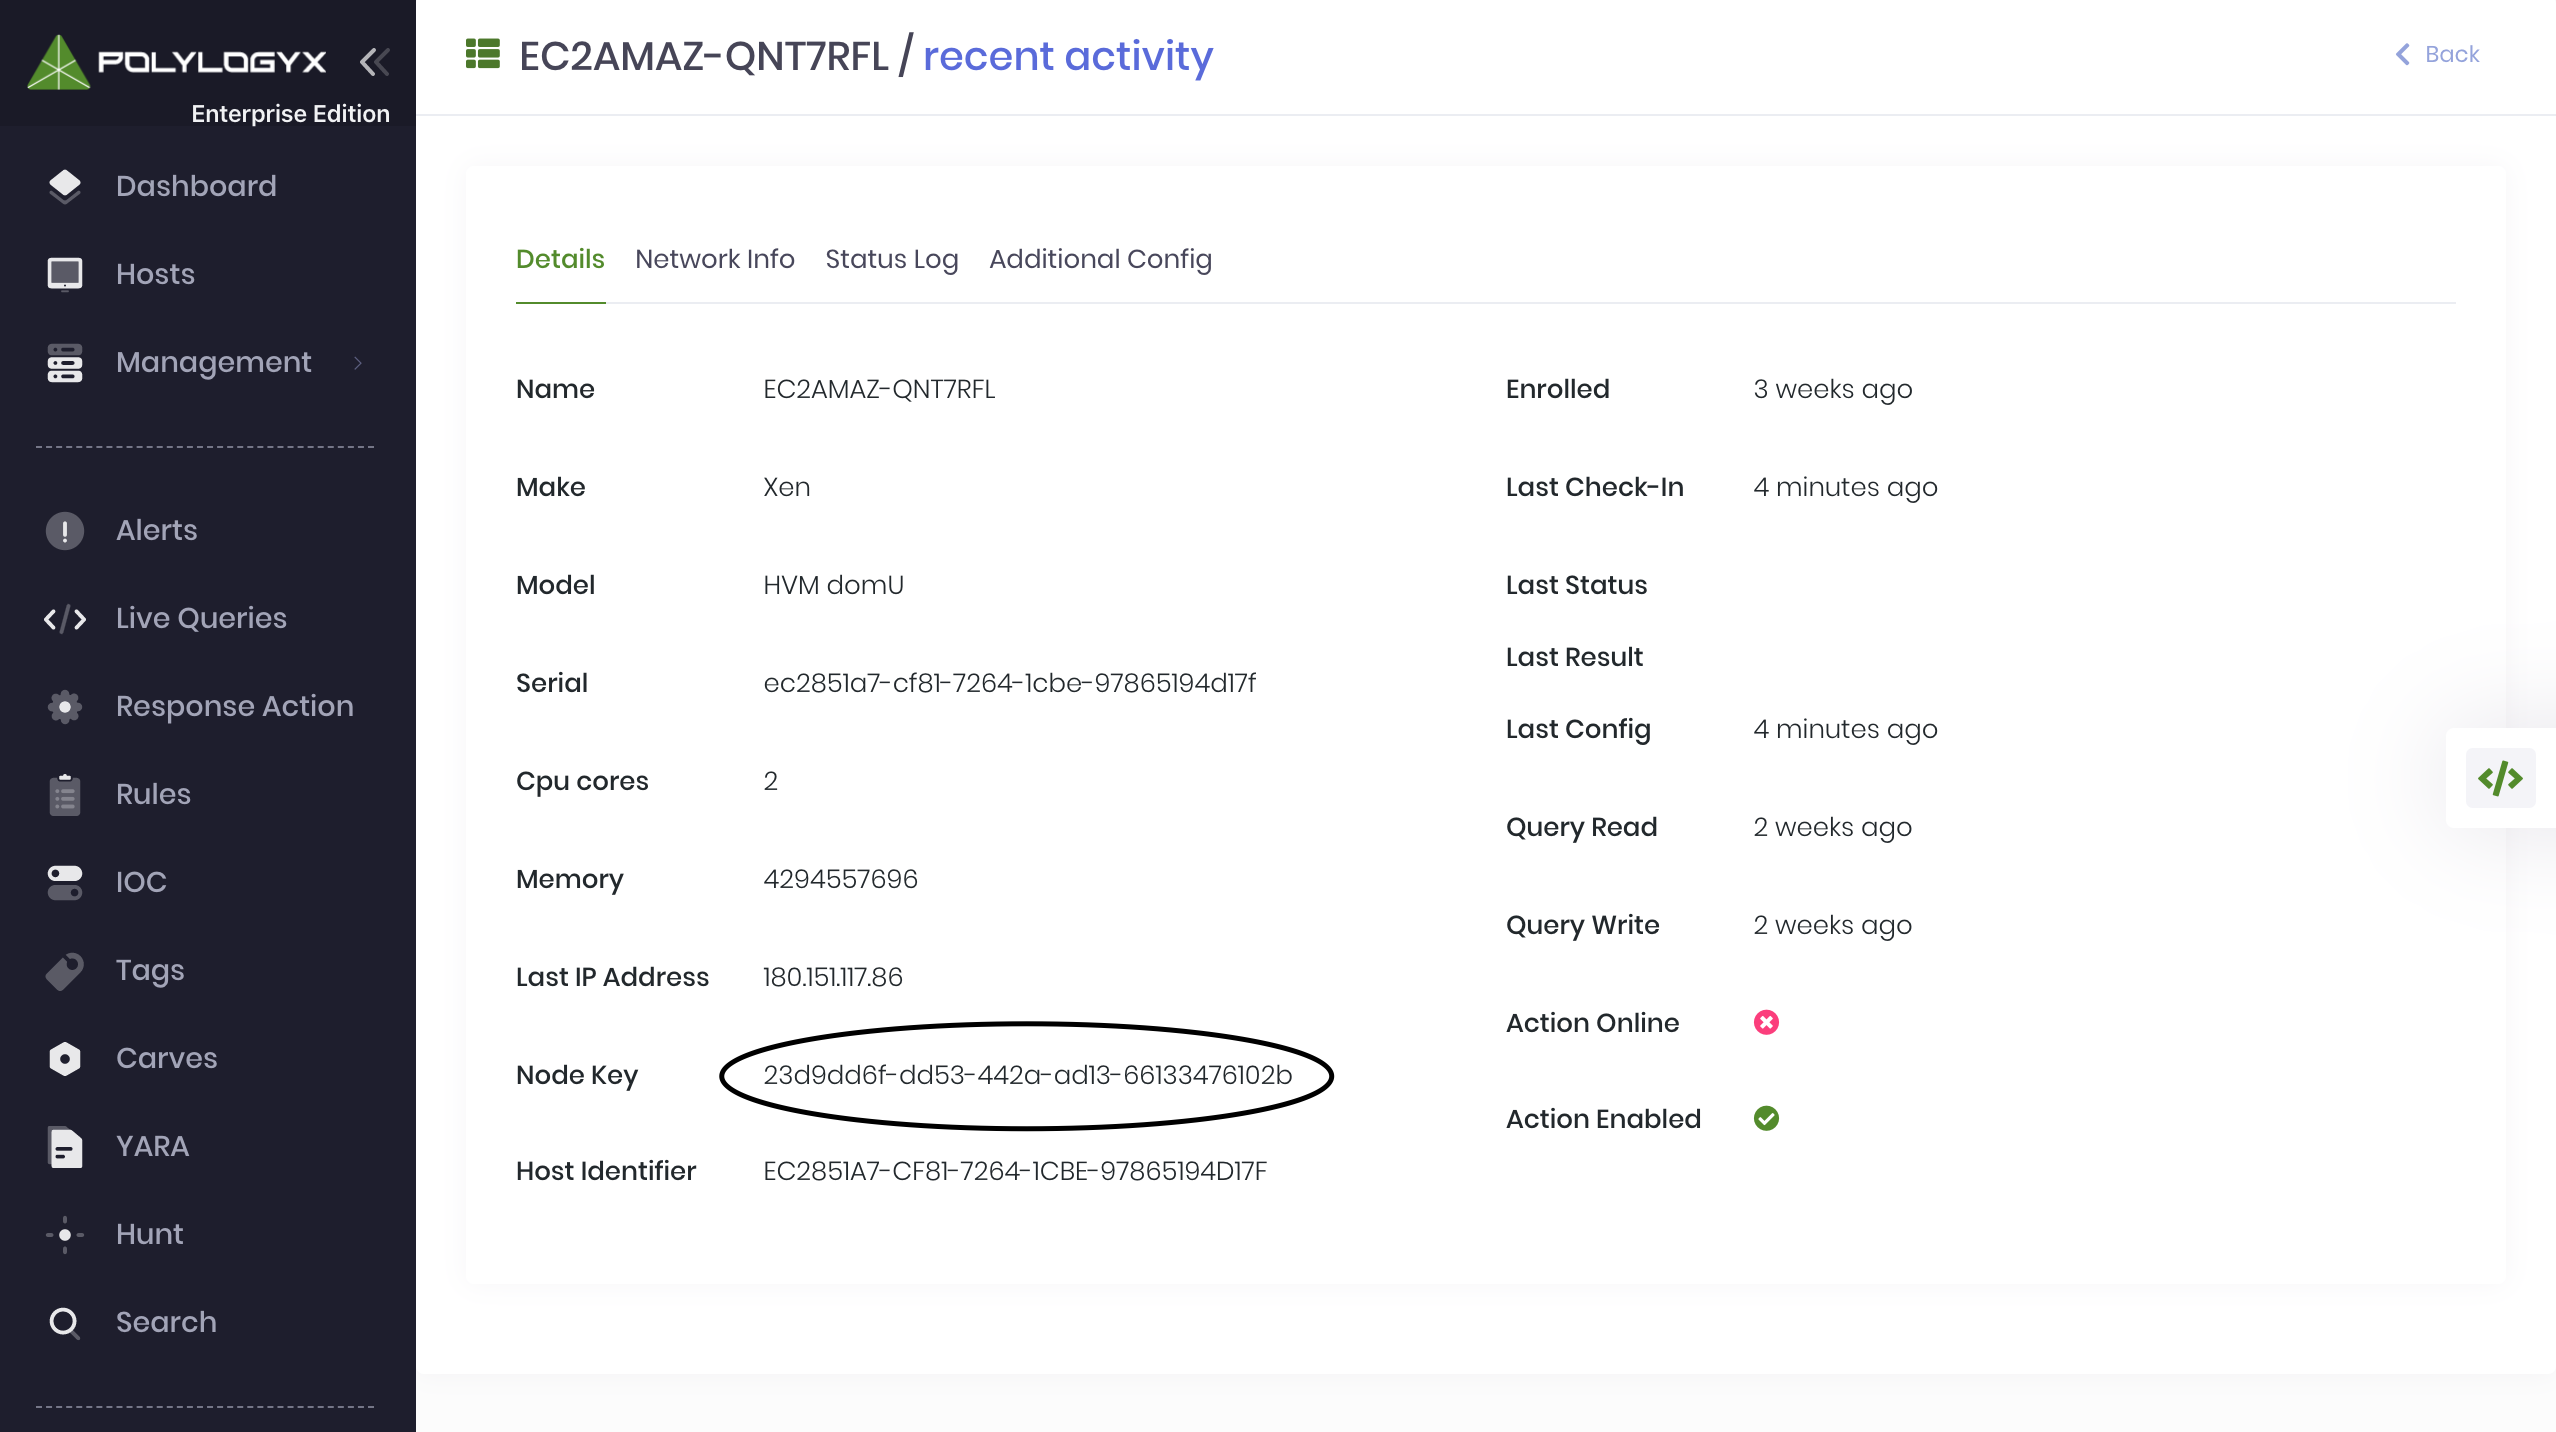 POLYLOGYX
Enterprise Edition
Dashboard
Hosts
Management
Alerts
Live Queries
Response Action
Rules
IOC
Tags
Carves
YARA
Hunt
Search
EC2AMAZ-QNT7RFL / recent activity
Back
Details Network Info Status Log Additional Config
Name EC2AMAZ-QNT7RFL
Make Xen
Model HVM domU
Serial ec2851a7-cf81-7264-1cbe-97865194d17f
Cpu cores 2
Memory 4294557696
Last IP Address 180.151.117.86
Node Key 23d9dd6f-dd53-442a-ad13-66133476102b
Host Identifier EC2851A7-CF81-7264-1CBE-97865194D17F
Enrolled 3 weeks ago
Last Check-In 4 minutes ago
Last Status
Last Result
Last Config 4 minutes ago
Query Read 2 weeks ago
Query Write 2 weeks ago
Action Online
Action Enabled